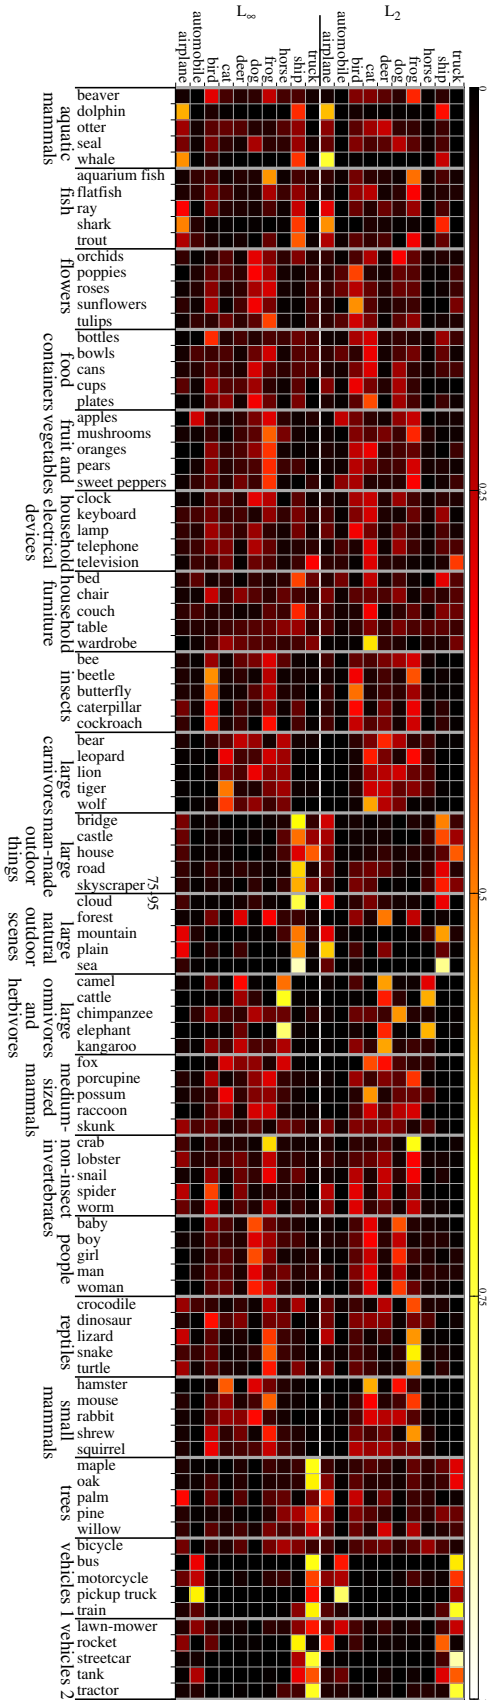 L∞
L2
airplane
automobile
bird
cat
deer
dog
frog
horse
ship
truck
airplane
automobile
bird
cat
deer
dog
frog
horse
ship
truck
0
0.25
0.5
0.75
aquatic
mammals
beaver
dolphin
otter
seal
whale
fish
aquarium fish
flatfish
ray
shark
trout
flowers
orchids
poppies
roses
sunflowers
tulips
food
containers
bottles
bowls
cans
cups
plates
fruit and
vegetables
apples
mushrooms
oranges
pears
sweet peppers
household
electrical
devices
clock
keyboard
lamp
telephone
television
household
furniture
bed
chair
couch
table
wardrobe
insects
bee
beetle
butterfly
caterpillar
cockroach
large
carnivores
bear
leopard
lion
tiger
wolf
large
man-made
outdoor
things
bridge
castle
house
road
skyscraper
75-95
large
natural
outdoor
scenes
cloud
forest
mountain
plain
sea
large
omnivores
and
herbivores
camel
cattle
chimpanzee
elephant
kangaroo
medium-
sized
mammals
fox
porcupine
possum
raccoon
skunk
non-insect
invertebrates
crab
lobster
snail
spider
worm
people
baby
boy
girl
man
woman
reptiles
crocodile
dinosaur
lizard
snake
turtle
small
mammals
hamster
mouse
rabbit
shrew
squirrel
trees
maple
oak
palm
pine
willow
vehicles 1
bicycle
bus
motorcycle
pickup truck
train
vehicles 2
lawn-mower
rocket
streetcar
tank
tractor